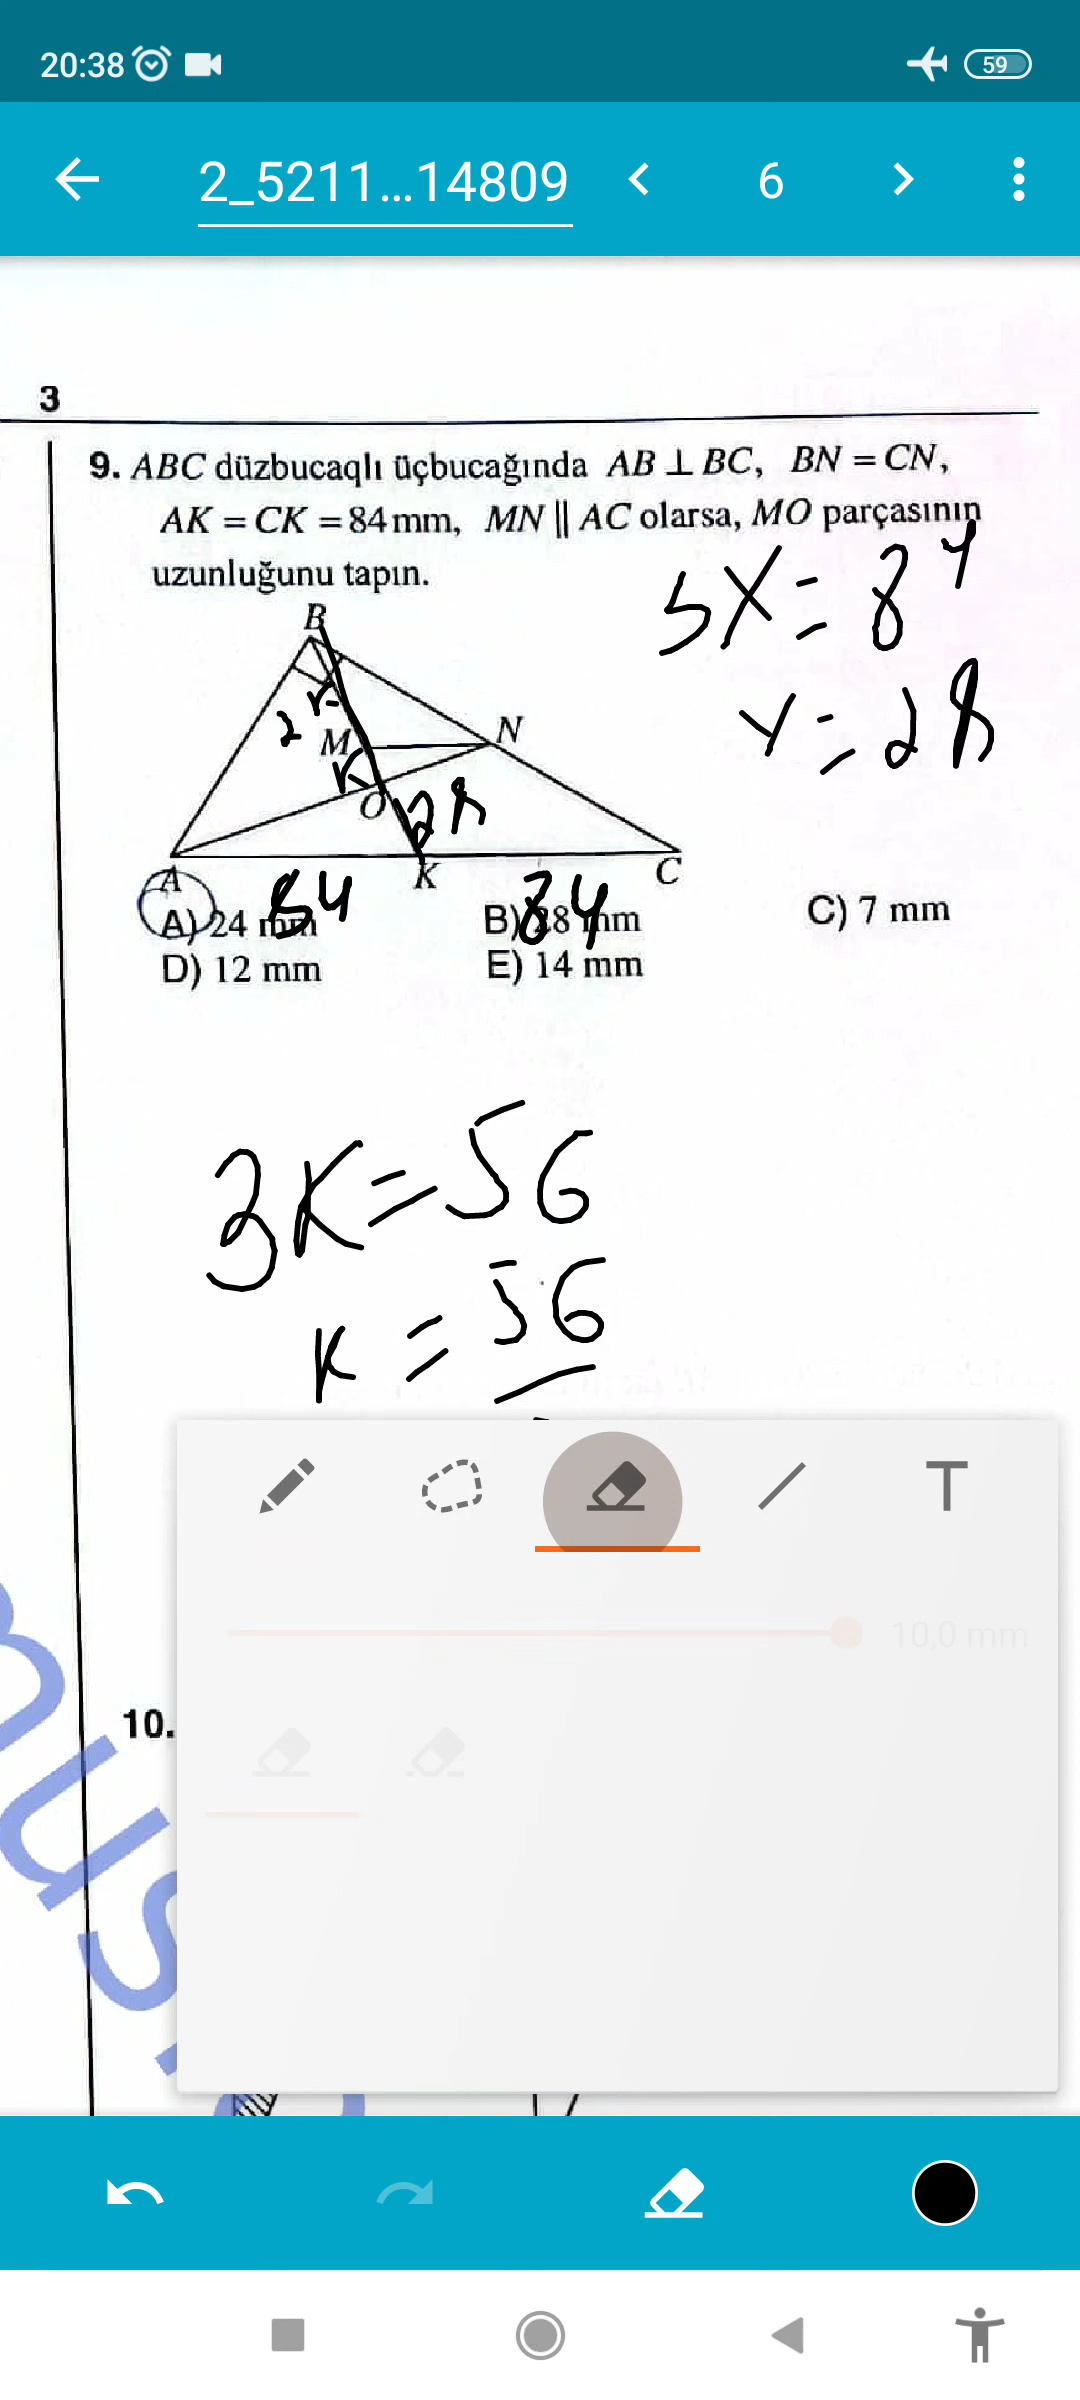 20:38 59
2_5211...14809 < 6 >
3
9. ABC düzbucaqlı üçbucağında AB ⊥ BC, BN = CN,
AK = CK = 84 mm, MN || AC olarsa, MO parçasının
uzunluğunu tapın.
3X = 84
X = 28
B
2K
M N
K
O 28
A K C
84 84
A) 24 mm B) 28 mm C) 7 mm
D) 12 mm E) 14 mm
3K = 56
K = 56
T
10,0 mm
10.